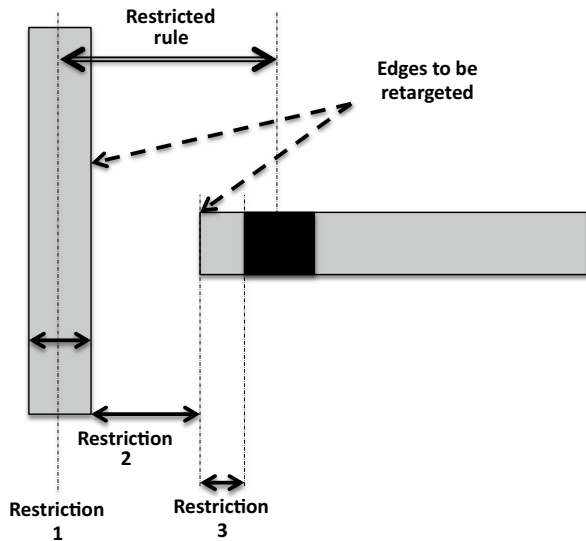 Restricted
rule
Edges to be
retargeted
Restriction
2
Restriction
1
Restriction
3